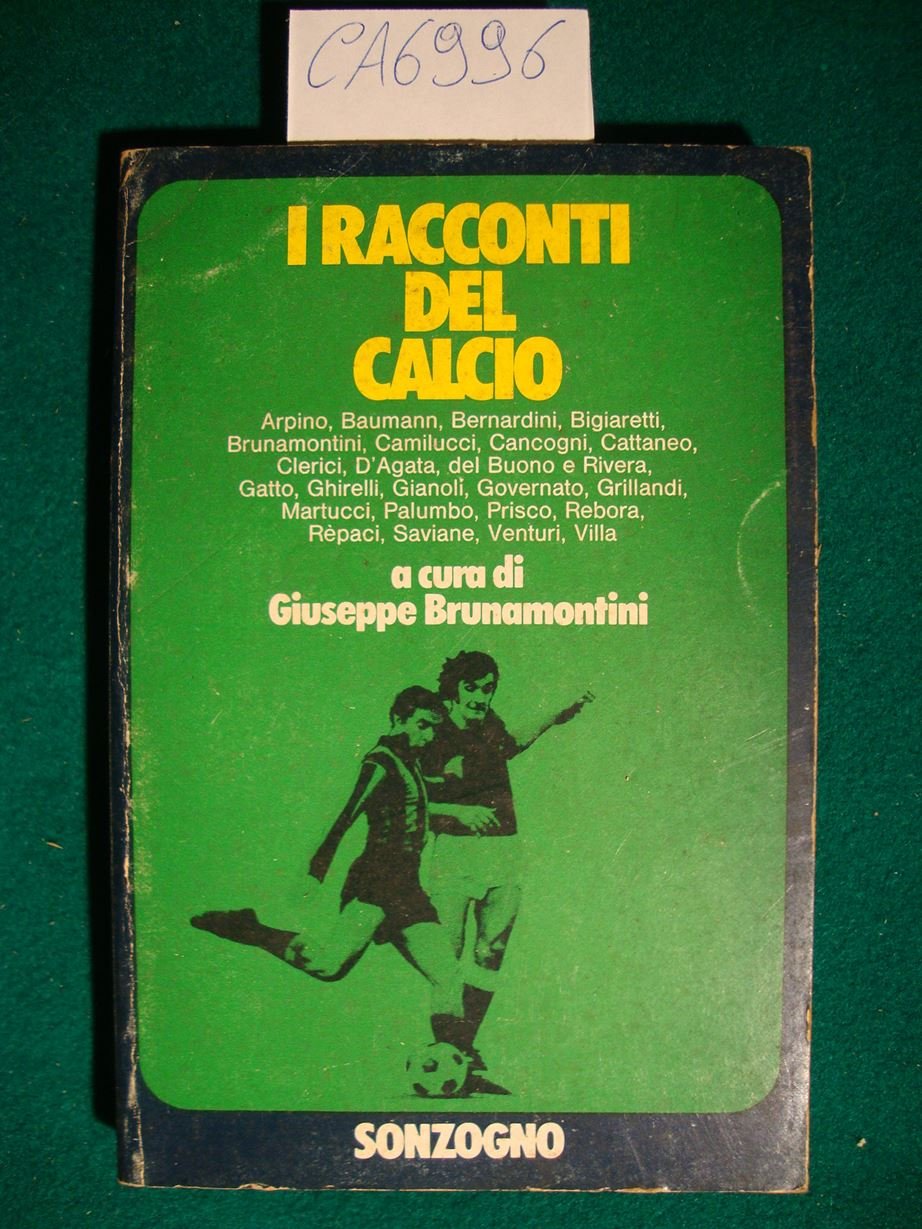 CA6996
I RACCONTI
DEL
CALCIO
Arpino, Baumann, Bernardini, Bigiaretti,
Brunamontini, Camilucci, Cancogni, Cattaneo,
Clerici, D'Agata, del Buono e Rivera,
Gatto, Ghirelli, Gianoli, Governato, Grillandi,
Martucci, Palumbo, Prisco, Rebora,
Rèpaci, Saviane, Venturi, Villa
a cura di
Giuseppe Brunamontini
SONZOGNO